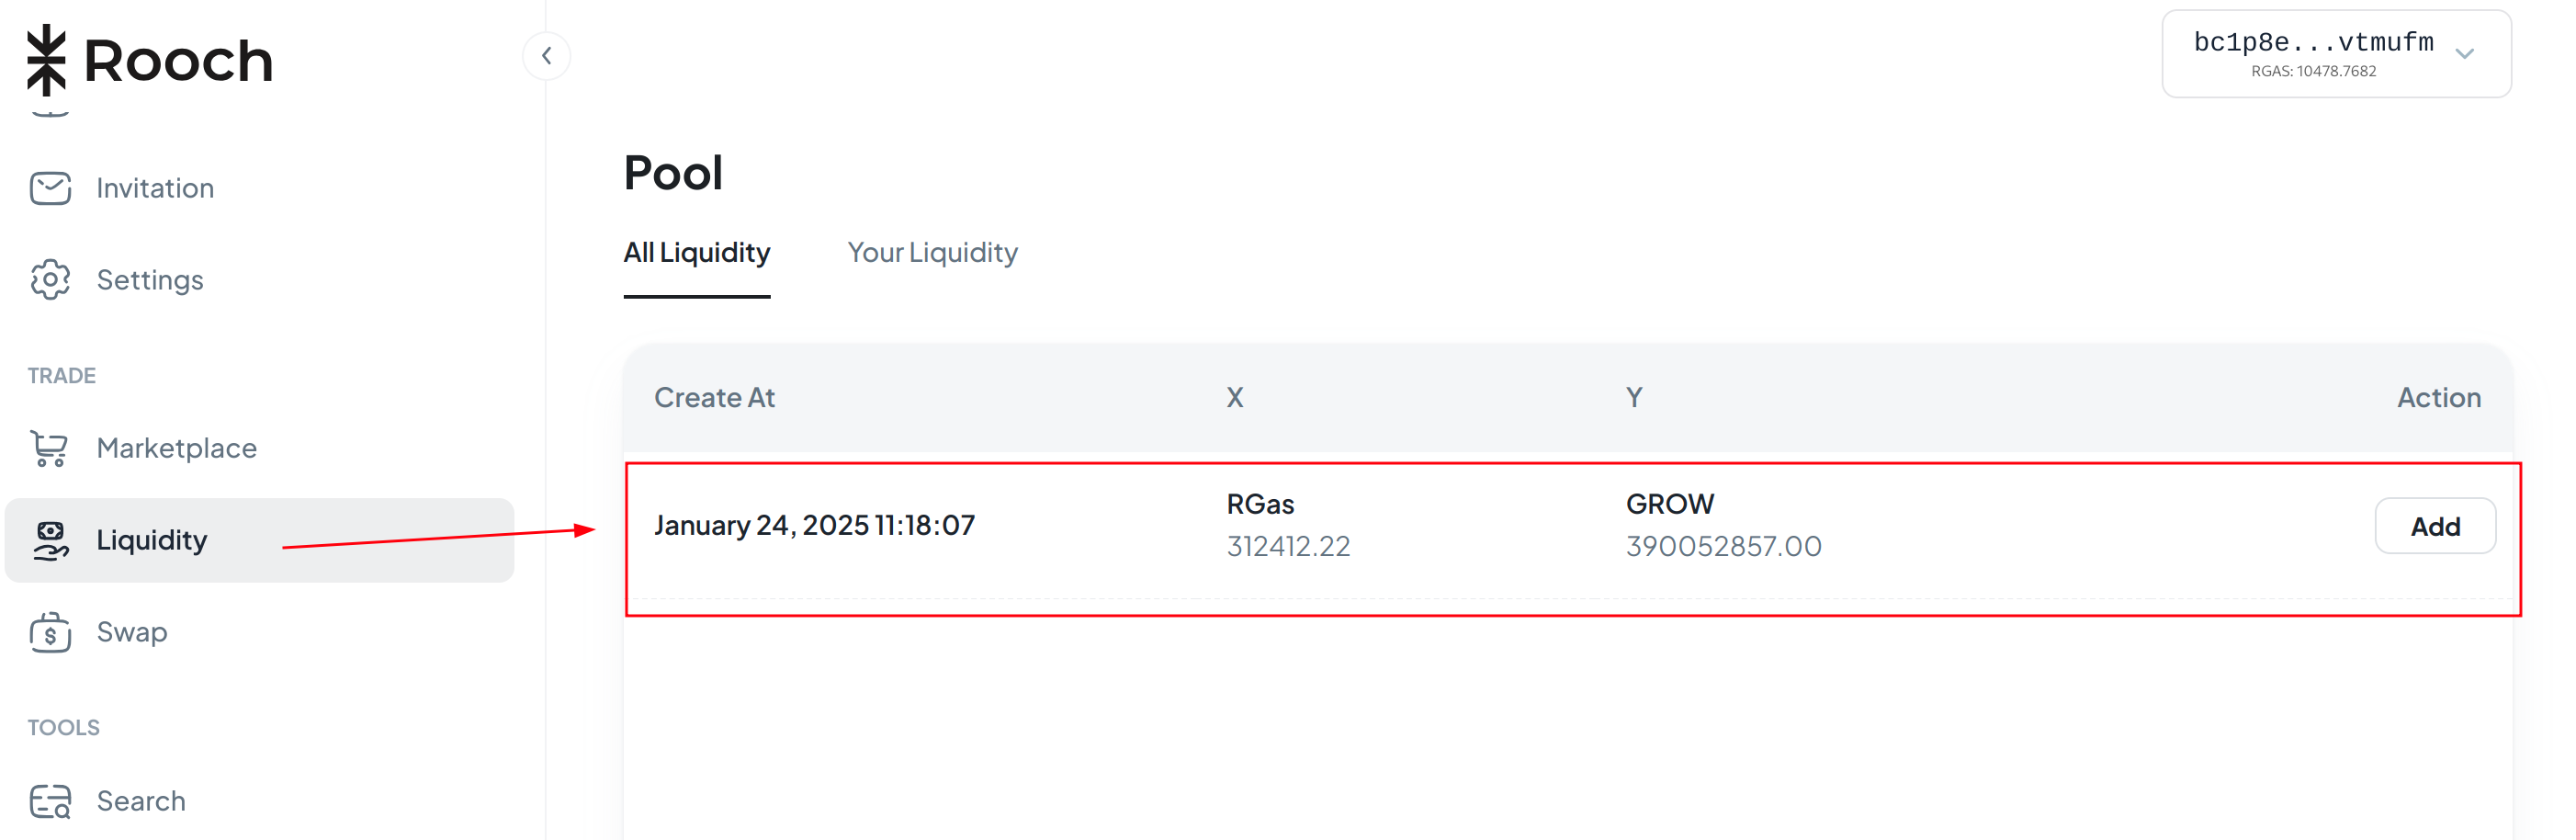 Rooch
bc1p8e...vtmufm
RGAS: 10478.7682
Invitation
Settings
TRADE
Marketplace
Liquidity
Swap
TOOLS
Search
Pool
All Liquidity
Your Liquidity
Create At
X
Y
Action
January 24, 2025 11:18:07
RGas
312412.22
GROW
390052857.00
Add